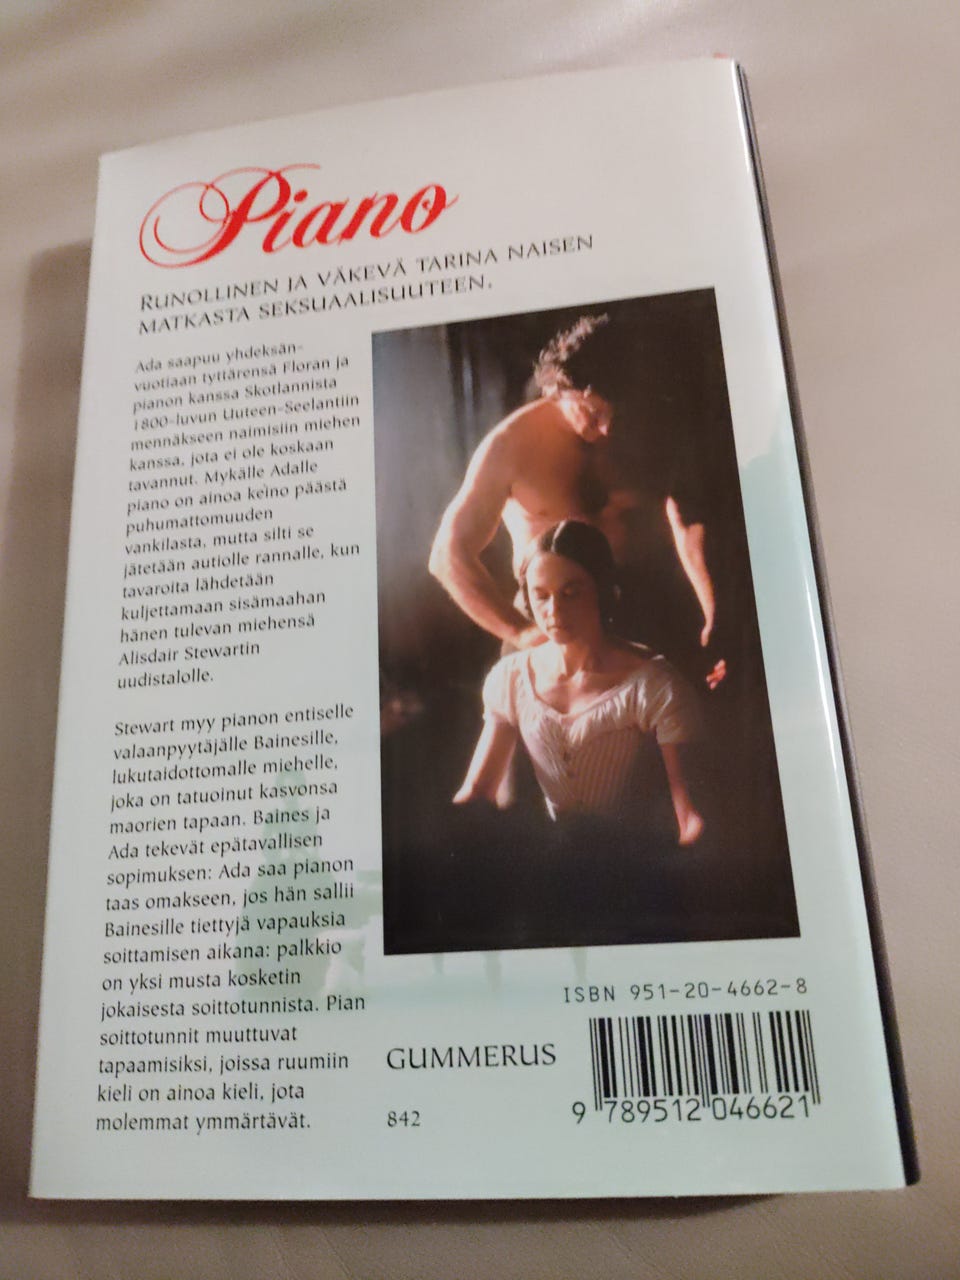 Piano
RUNOLLINEN JA VÄKEVÄ TARINA NAISEN
MATKASTA SEKSUAALISUUTEEN.
Ada saapuu yhdeksän-
vuotiaan tyttärensä Floran ja
pianon kanssa Skotlannista
1800-luvun Uuteen-Seelantiin
mennäkseen naimisiin miehen
kanssa, jota ei ole koskaan
tavannut. Mykälle Adalle
piano on ainoa keino päästä
puhumattomuuden
vankilasta, mutta silti se
jätetään autiolle rannalle, kun
tavaroita lähdetään
kuljettamaan sisämaahan
hänen tulevan miehensä
Alisdair Stewartin
uudistalolle.
Stewart myy pianon entiselle
valaanpyytäjälle Bainesille,
lukutaidottomalle miehelle,
joka on tatuoinut kasvonsa
maorien tapaan. Baines ja
Ada tekevät epätavallisen
sopimuksen: Ada saa pianon
taas omakseen, jos hän sallii
Bainesille tiettyjä vapauksia
soittamisen aikana: palkkio
on yksi musta kosketin
jokaisesta soittotunnista. Pian
soittotunnit muuttuvat
tapaamisiksi, joissa ruumiin
kieli on ainoa kieli, jota
molemmat ymmärtävät.
ISBN 951-20-4662-8
GUMMERUS
842
9 789512 046621